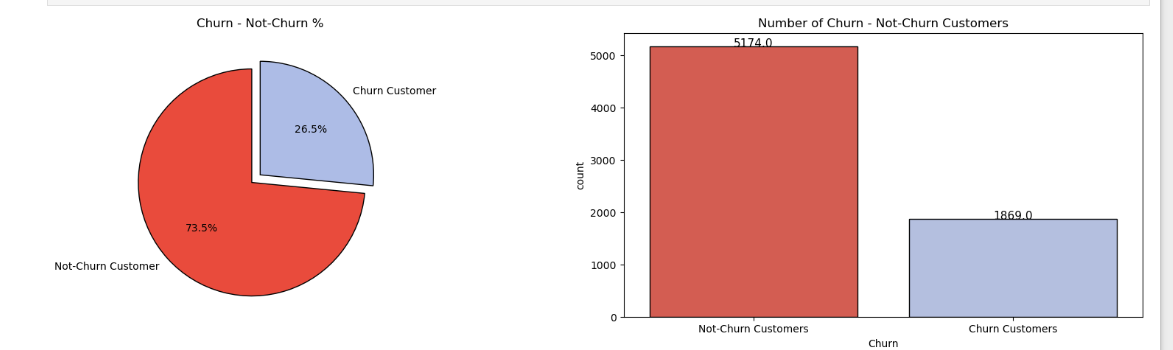 Churn - Not-Churn %
Churn Customer
26.5%
73.5%
Not-Churn Customer
Number of Churn - Not-Churn Customers
5174.0
5000
4000
3000
2000
1000
0
count
1869.0
Not-Churn Customers
Churn Customers
Churn